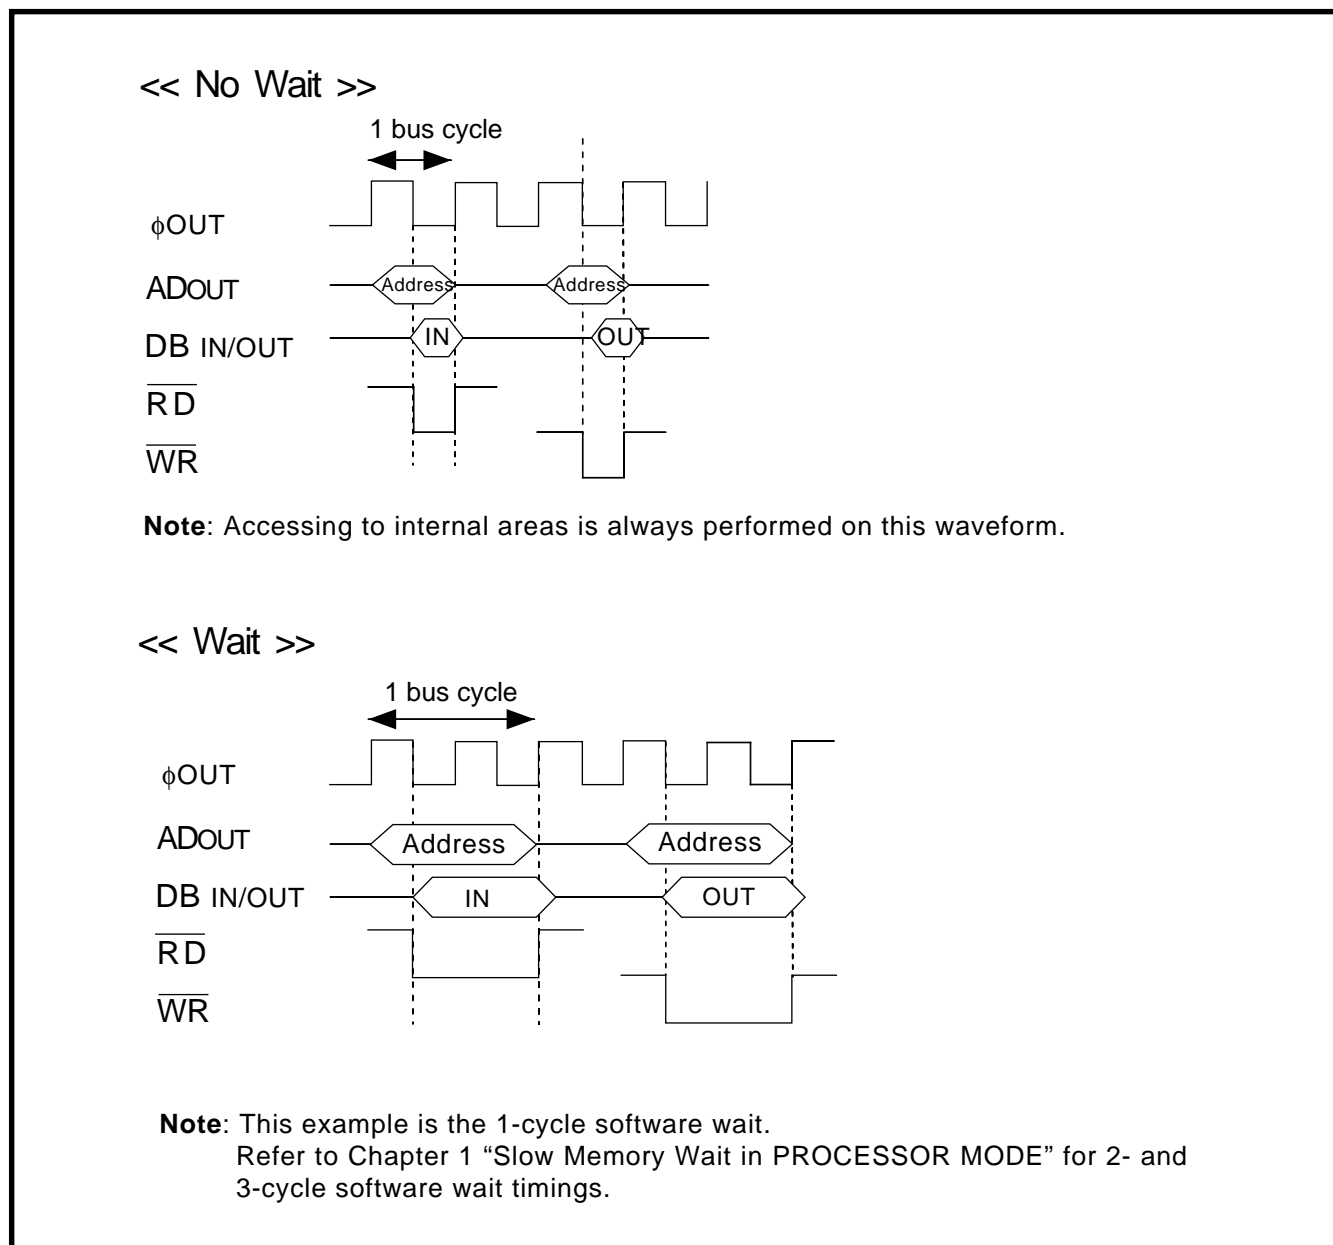 << No Wait >>
1 bus cycle
ϕOUT
ADOUT
Address
Address
DB IN/OUT
IN
OUT
RD
WR
Note: Accessing to internal areas is always performed on this waveform.
<< Wait >>
1 bus cycle
ϕOUT
ADOUT
Address
Address
DB IN/OUT
IN
OUT
RD
WR
Note: This example is the 1-cycle software wait.
Refer to Chapter 1 “Slow Memory Wait in PROCESSOR MODE” for 2- and
3-cycle software wait timings.